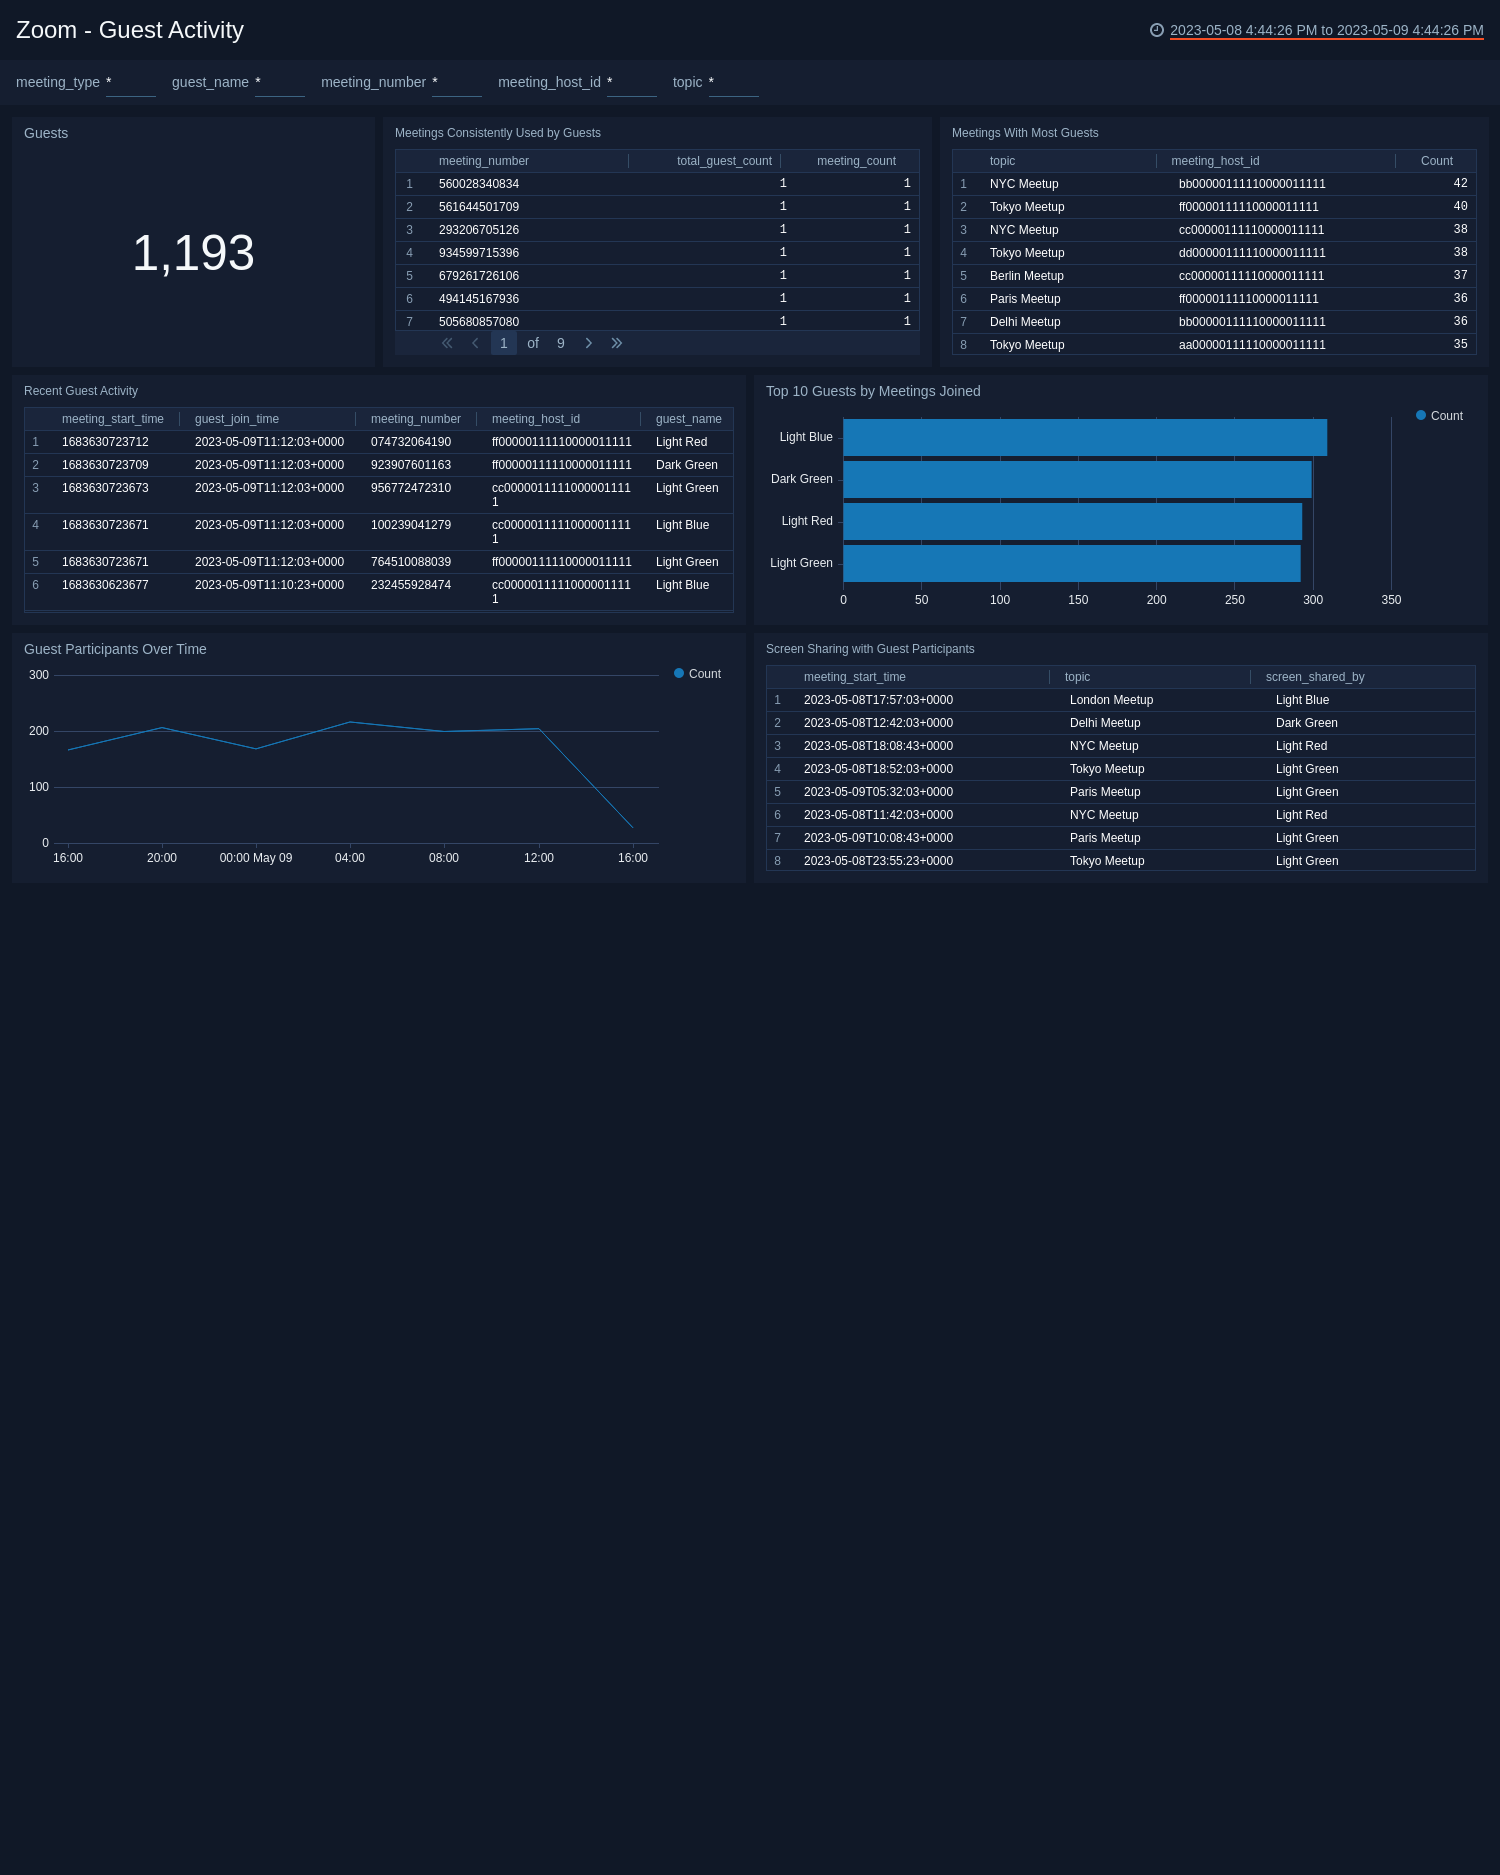 Zoom - Guest Activity
2023-05-08 4:44:26 PM to 2023-05-09 4:44:26 PM
meeting_type * guest_name * meeting_number * meeting_host_id * topic *
Guests
1,193
Meetings Consistently Used by Guests
meeting_number total_guest_count meeting_count
1 560028340834 1 1
2 561644501709 1 1
3 293206705126 1 1
4 934599715396 1 1
5 679261726106 1 1
6 494145167936 1 1
7 505680857080 1 1
1 of 9
Meetings With Most Guests
topic meeting_host_id Count
1 NYC Meetup bb00000111110000011111 42
2 Tokyo Meetup ff00000111110000011111 40
3 NYC Meetup cc00000111110000011111 38
4 Tokyo Meetup dd00000111110000011111 38
5 Berlin Meetup cc00000111110000011111 37
6 Paris Meetup ff00000111110000011111 36
7 Delhi Meetup bb00000111110000011111 36
8 Tokyo Meetup aa00000111110000011111 35
Recent Guest Activity
meeting_start_time guest_join_time meeting_number meeting_host_id guest_name
1 1683630723712 2023-05-09T11:12:03+0000 074732064190 ff00000111110000011111 Light Red
2 1683630723709 2023-05-09T11:12:03+0000 923907601163 ff00000111110000011111 Dark Green
3 1683630723673 2023-05-09T11:12:03+0000 956772472310 cc0000011111000001111 Light Green
1
4 1683630723671 2023-05-09T11:12:03+0000 100239041279 cc0000011111000001111 Light Blue
1
5 1683630723671 2023-05-09T11:12:03+0000 764510088039 ff00000111110000011111 Light Green
6 1683630623677 2023-05-09T11:10:23+0000 232455928474 cc0000011111000001111 Light Blue
1
Top 10 Guests by Meetings Joined
Count
Light Blue
Dark Green
Light Red
Light Green
0 50 100 150 200 250 300 350
Guest Participants Over Time
Count
300
200
100
0
16:00 20:00 00:00 May 09 04:00 08:00 12:00 16:00
Screen Sharing with Guest Participants
meeting_start_time topic screen_shared_by
1 2023-05-08T17:57:03+0000 London Meetup Light Blue
2 2023-05-08T12:42:03+0000 Delhi Meetup Dark Green
3 2023-05-08T18:08:43+0000 NYC Meetup Light Red
4 2023-05-08T18:52:03+0000 Tokyo Meetup Light Green
5 2023-05-09T05:32:03+0000 Paris Meetup Light Green
6 2023-05-08T11:42:03+0000 NYC Meetup Light Red
7 2023-05-09T10:08:43+0000 Paris Meetup Light Green
8 2023-05-08T23:55:23+0000 Tokyo Meetup Light Green